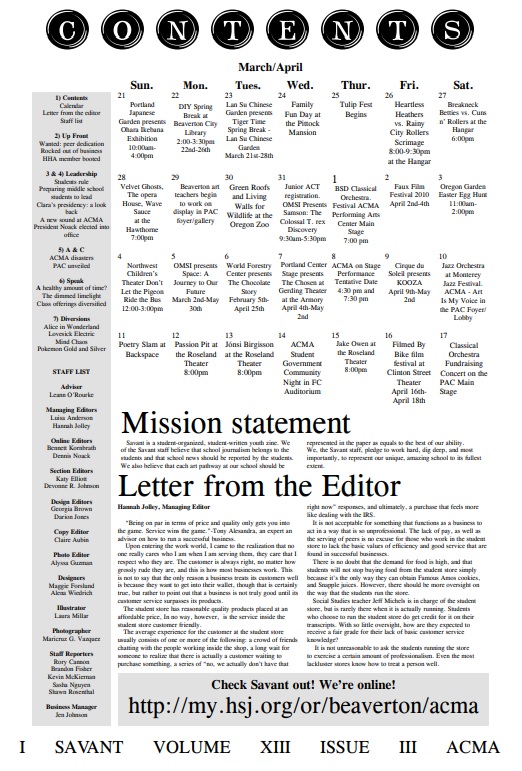 CONTENTS
March/April
1) Contents
Calendar
Letter from the editor
Staff list
2) Up Front
Wanted: peer dedication
Rocked out of business
HHA member booted
3 & 4) Leadership
Students rule
Preparing middle school
students to lead
Clara's presidency: a look
back
A new sound at ACMA
President Noack elected into
office
5) A & C
ACMA disasters
PAC unveiled
6) Speak
A healthy amount of time?
The dimmed limelight
Class offerings diversified
7) Diversions
Alice in Wonderland
Lovesick Electric
Mind Chaos
Pokemon Gold and Silver
STAFF LIST
Adviser
Leann O'Rourke
Managing Editors
Luisa Anderson
Hannah Jolley
Online Editors
Bennett Kornbrath
Dennis Noack
Section Editors
Katy Elliott
Devonne R. Johnson
Design Editors
Georgia Brown
Darion Jones
Copy Editor
Claire Aubin
Photo Editor
Alyssa Guzman
Designers
Maggie Forslund
Alena Wiedrich
Illustrator
Laura Millar
Photographer
Maricruz G. Vazquez
Staff Reporters
Rory Cannon
Brandon Fisher
Kevin McKiernan
Sasha Nguyen
Shawn Rosenthal
Business Manager
Jen Johnson
Sun. Mon. Tues. Wed. Thur. Fri. Sat.
21
Portland
Japanese
Garden presents
Ohara Ikebana
Exhibition
10:00am-
4:00pm
22
DIY Spring
Break at
Beaverton City
Library
2:00-3:30pm
22nd-26th
23
Lan Su Chinese
Garden presents
Tiger Time
Spring Break -
Lan Su Chinese
Garden
March 21st-28th
24
Family
Fun Day at
the Pittock
Mansion
25
Tulip Fest
Begins
26
Heartless
Heathers
vs. Rainy
City Rollers
Scrimage
8:00-9:30pm
at the Hangar
27
Breakneck
Betties vs. Cuns
n' Rollers at the
Hangar
6:00pm
28
Velvet Ghosts,
The opera
House, Wave
Sauce
at the
Hawthorne
7:00pm
29
Beaverton art
teachers begin
to work on
display in PAC
foyer/gallery
30
Green Roofs
and Living
Walls for
Wildlife at the
Oregon Zoo
31
Junior ACT
registration.
OMSI Presents
Samson: The
Colossal T. rex
Discovery
9:30am-5:30pm
1
BSD Classical
Orchestra.
Festival ACMA
Performing Arts
Center Main
Stage
7:00 pm
2
Faux Film
Festival 2010
April 2nd-4th
3
Oregon Garden
Easter Egg Hunt
11:00am-
2:00pm
4
Northwest
Children's
Theater Don't
Let the Pigeon
Ride the Bus
12:00-3:00pm
5
OMSI presents
Space: A
Journey to Our
Future
March 2nd-May
30th
6
World Forestry
Center presents
The Chocolate
Story
February 5th-
April 25th
7
Portland Center
Stage presents
The Chosen at
Gerding Theater
at the Armory
April 4th-May
2nd
8
ACMA on Stage
Performance
Tentative Date
4:30 pm and
7:30 pm
9
Cirque du
Soleil presents
KOOZA
April 9th-May
2nd
10
Jazz Orchestra
at Monterey
Jazz Festival.
ACMA - Art
Is My Voice in
the PAC Foyer/
Lobby
11
Poetry Slam at
Backspace
12
Passion Pit at
the Roseland
Theater
8:00pm
13
Jónsi Birgisson
at the Roseland
Theater
8:00pm
14
ACMA
Student
Government
Community
Night in FC
Auditorium
15
Jake Owen at
the Roseland
Theater
8:00pm
16
Filmed By
Bike film
festival at
Clinton Street
Theater
April 16th-
April 18th
17
Classical
Orchestra
Fundraising
Concert on the
PAC Main
Stage
Mission statement
Savant is a student-organized, student-written youth zine. We
of the Savant staff believe that school journalism belongs to the
students and that school news should be reported by the students.
We also believe that each art pathway at our school should be
represented in the paper as equals to the best of our ability.
We, the Savant staff, pledge to work hard, dig deep, and most
importantly, to represent our unique, amazing school to its fullest
extent.
Letter from the Editor
Hannah Jolley, Managing Editor
"Being on par in terms of price and quality only gets you into
the game. Service wins the game."-Tony Alexandra, an expert an
advisor on how to run a successful business.
Upon entering the work world, I came to the realization that no
one really cares who I am when I am serving them, they care that I
respect who they are. The customer is always right, no matter how
grossly rude they are, and this is how most businesses work. This
is not to say that the only reason a business treats its customers well
is because they want to get into their wallet, though that is certainly
true, but rather to point out that a business is not truly good until its
customer service surpasses its products.
The student store has reasonable quality products placed at an
affordable price, In no way, however, is the service inside the
student store customer friendly.
The average experience for the customer at the student store
usually consists of one or more of the following: a crowd of friends
chatting with the people working inside the shop, a long wait for
someone to realize that there is actually a customer waiting to
purchase something, a series of "no, we actually don't have that
right now" responses, and ultimately, a purchase that feels more
like dealing with the IRS.
It is not acceptable for something that functions as a business to
act in a way that is so unprofessional. The lack of pay, as well as
the serving of peers is no excuse for those who work in the student
store to lack the basic values of efficiency and good service that are
found in successful businesses.
There is no doubt that the demand for food is high, and that
students will not stop buying food from the student store simply
because it's the only way they can obtain Famous Amos cookies,
and Snapple juices. However, there should be more oversight on
the way that the students run the store.
Social Studies teacher Jeff Michels is in charge of the student
store, but is rarely there when it is actually running. Students
who choose to run the student store do get credit for it on their
transcripts. With so little oversight, how are they expected to
receive a fair grade for their lack of basic customer service
knowledge?
It is not unreasonable to ask the students running the store
to exercise a certain amount of professionalism. Even the most
lackluster stores know how to treat a person well.
Check Savant out! We're online!
http://my.hsj.org/or/beaverton/acma
I SAVANT VOLUME XIII ISSUE III ACMA